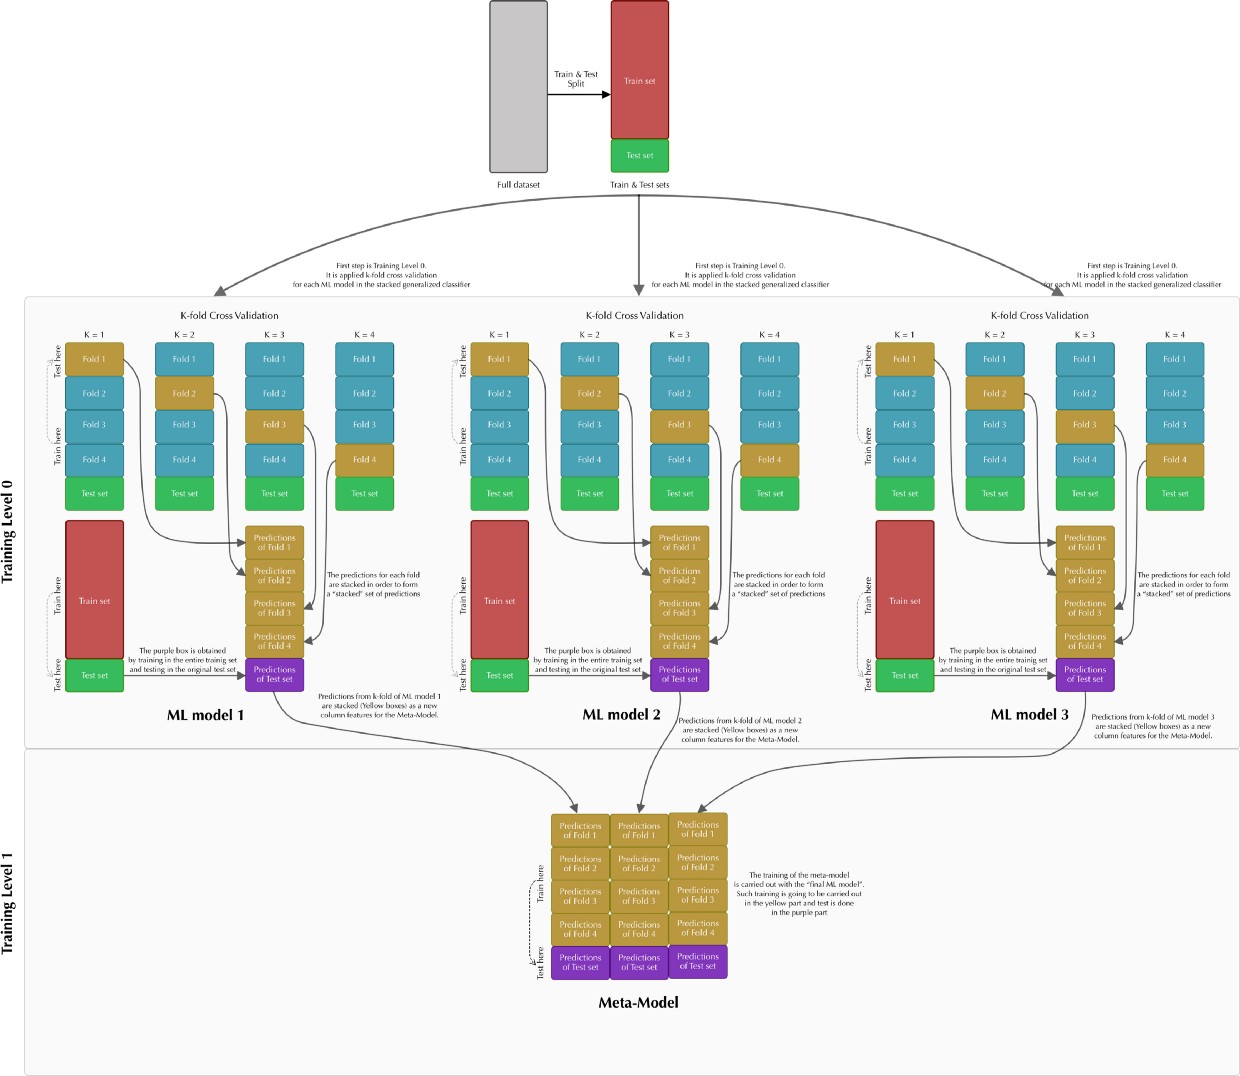 Train & Test
Split
Train set
Test set
Full dataset
Train & Test sets
First step is Training Level 0.
It is applied k-fold cross validation
for each ML model in the stacked generalized classifier
First step is Training Level 0.
It is applied k-fold cross validation
for each ML model in the stacked generalized classifier
First step is Training Level 0.
It is applied k-fold cross validation
for each ML model in the stacked generalized classifier
Training Level 0
K-fold Cross Validation
K = 1
K = 2
K = 3
K = 4
Test here
Train here
Fold 1
Fold 1
Fold 1
Fold 1
Fold 2
Fold 2
Fold 2
Fold 2
Fold 3
Fold 3
Fold 3
Fold 3
Fold 4
Fold 4
Fold 4
Fold 4
Test set
Test set
Test set
Test set
Train here
Test here
Train set
Test set
Predictions
of Fold 1
Predictions
of Fold 2
Predictions
of Fold 3
Predictions
of Fold 4
Predictions
of Test set
The predictions for each fold
are stacked in order to form
a "stacked" set of predictions
The purple box is obtained
by training in the entire trainig set
and testing in the original test set
ML model 1
Predictions from k-fold of ML model 1
are stacked (Yellow boxes) as a new
column features for the Meta-Model.
K-fold Cross Validation
K = 1
K = 2
K = 3
K = 4
Test here
Train here
Fold 1
Fold 1
Fold 1
Fold 1
Fold 2
Fold 2
Fold 2
Fold 2
Fold 3
Fold 3
Fold 3
Fold 3
Fold 4
Fold 4
Fold 4
Fold 4
Test set
Test set
Test set
Test set
Train here
Test here
Train set
Test set
Predictions
of Fold 1
Predictions
of Fold 2
Predictions
of Fold 3
Predictions
of Fold 4
Predictions
of Test set
The predictions for each fold
are stacked in order to form
a "stacked" set of predictions
The purple box is obtained
by training in the entire trainig set
and testing in the original test set
ML model 2
Predictions from k-fold of ML model 2
are stacked (Yellow boxes) as a new
column features for the Meta-Model.
K-fold Cross Validation
K = 1
K = 2
K = 3
K = 4
Test here
Train here
Fold 1
Fold 1
Fold 1
Fold 1
Fold 2
Fold 2
Fold 2
Fold 2
Fold 3
Fold 3
Fold 3
Fold 3
Fold 4
Fold 4
Fold 4
Fold 4
Test set
Test set
Test set
Test set
Train here
Test here
Train set
Test set
Predictions
of Fold 1
Predictions
of Fold 2
Predictions
of Fold 3
Predictions
of Fold 4
Predictions
of Test set
The predictions for each fold
are stacked in order to form
a "stacked" set of predictions
The purple box is obtained
by training in the entire trainig set
and testing in the original test set
ML model 3
Predictions from k-fold of ML model 3
are stacked (Yellow boxes) as a new
column features for the Meta-Model.
Training Level 1
Train here
Test here
Predictions
of Fold 1
Predictions
of Fold 1
Predictions
of Fold 1
Predictions
of Fold 2
Predictions
of Fold 2
Predictions
of Fold 2
Predictions
of Fold 3
Predictions
of Fold 3
Predictions
of Fold 3
Predictions
of Fold 4
Predictions
of Fold 4
Predictions
of Fold 4
Predictions
of Test set
Predictions
of Test set
Predictions
of Test set
The training of the meta-model
is carried out with the "final ML model".
Such training is going to be carried out
in the yellow part and test is done
in the purple part
Meta-Model